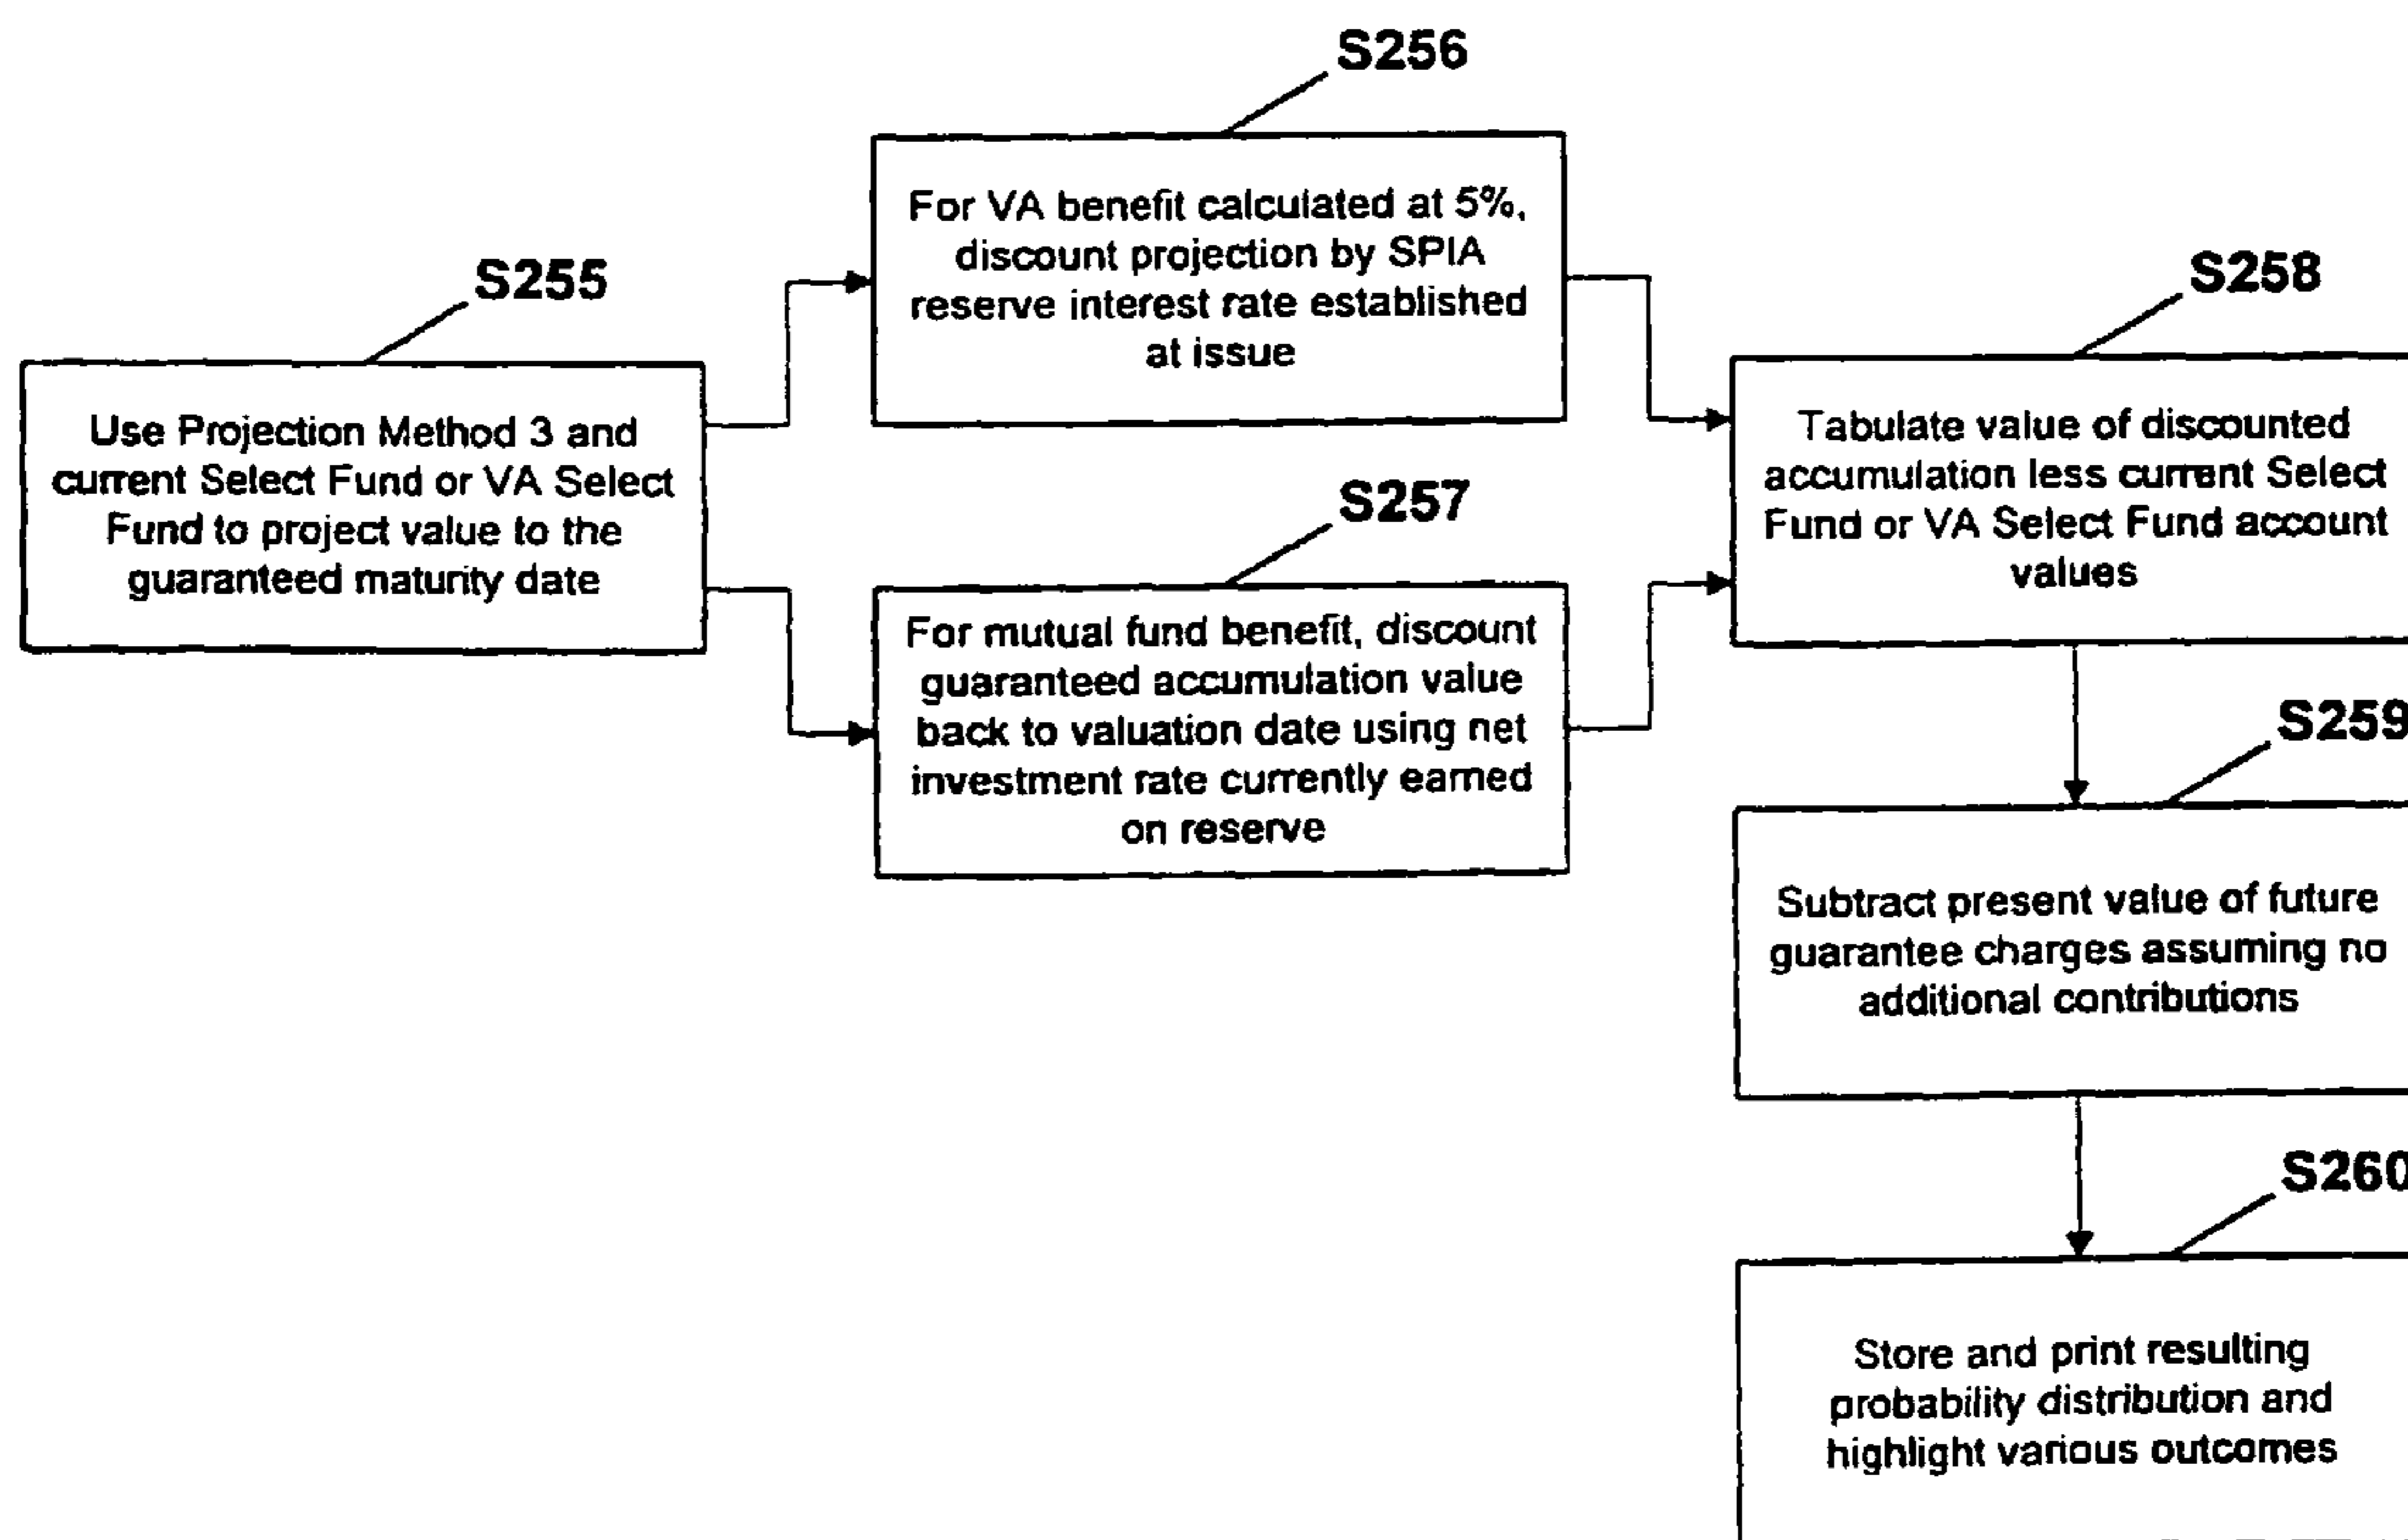 S255
Use Projection Method 3 and
current Select Fund or VA Select
Fund to project value to the
guaranteed maturity date
S256
For VA benefit calculated at 5%,
discount projection by SPIA
reserve interest rate established
at issue
S257
For mutual fund benefit, discount
guaranteed accumulation value
back to valuation date using net
investment rate currently earned
on reserve
S258
Tabulate value of discounted
accumulation less current Select
Fund or VA Select Fund account
values
S259
Subtract present value of future
guarantee charges assuming no
additional contributions
S260
Store and print resulting
probability distribution and
highlight various outcomes